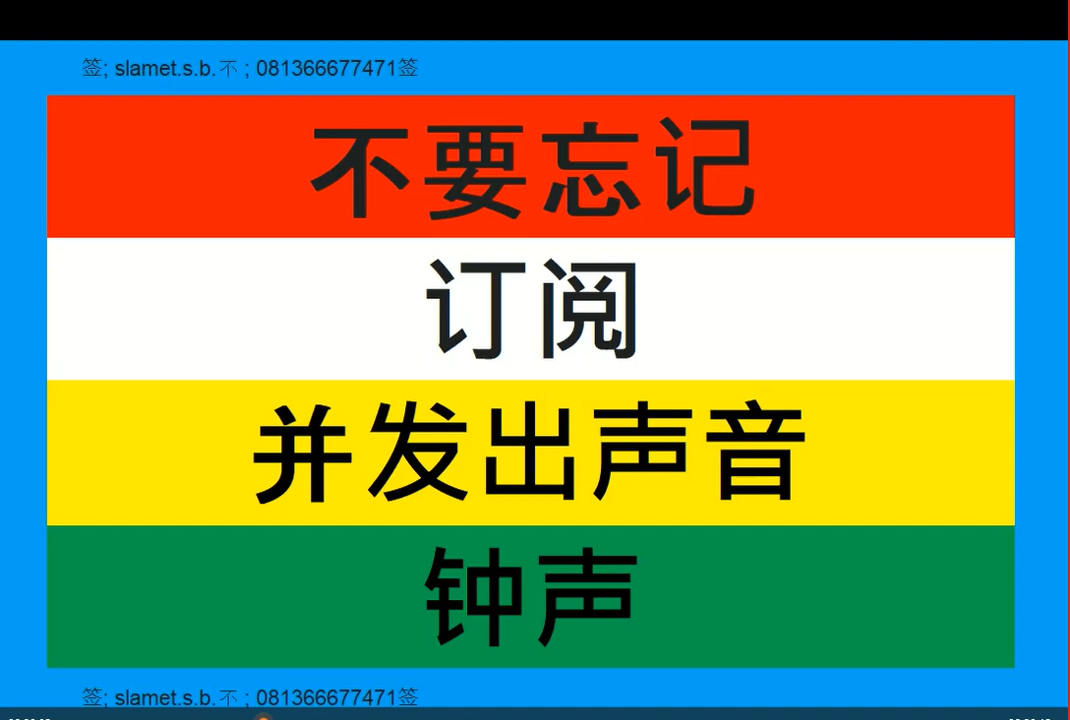 签; slamet.s.b.不 ; 081366677471签
不要忘记
订阅
并发出声音
钟声
签; slamet.s.b.不 ; 081366677471签